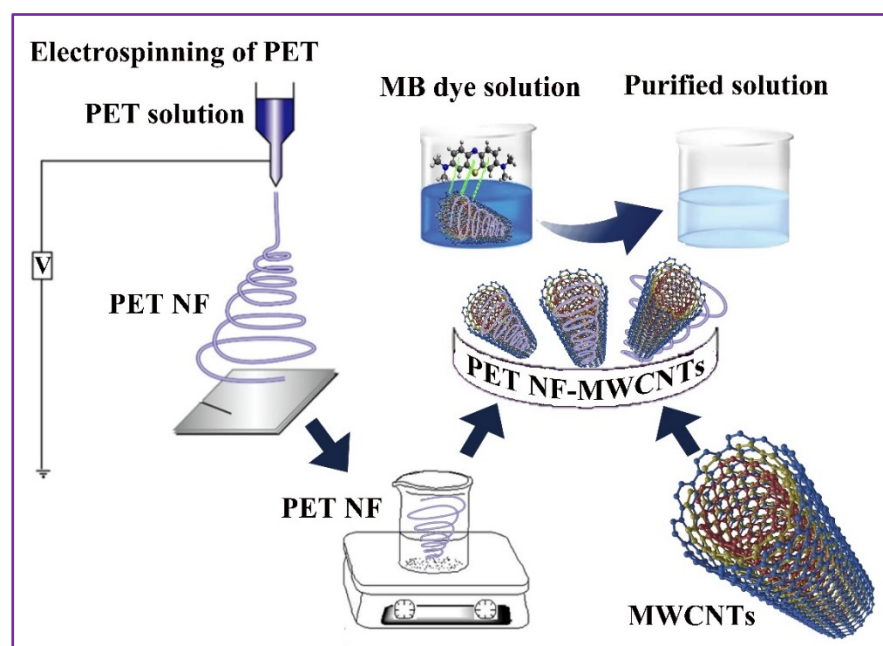 Electrospinning of PET
PET solution
V
PET NF
MB dye solution
Purified solution
PET NF-MWCNTs
PET NF
MWCNTs